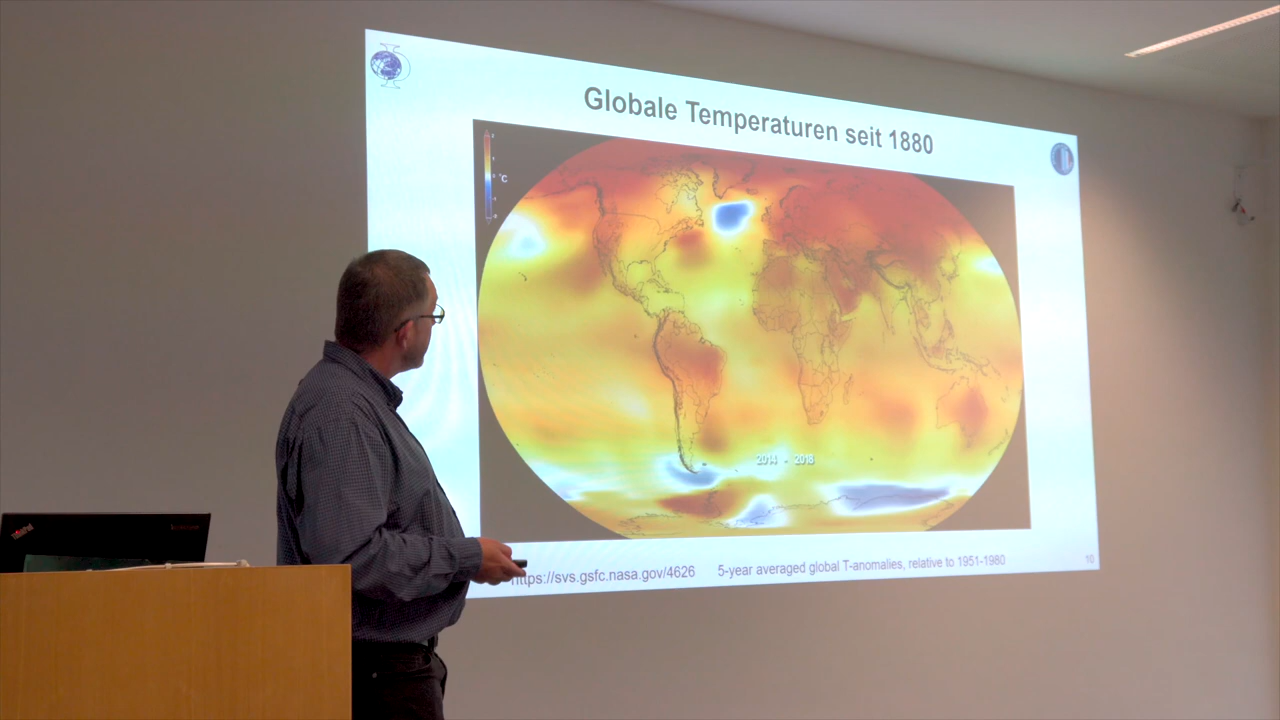 Globale Temperaturen seit 1880
°C
2014 - 2018
https://svs.gsfc.nasa.gov/4626 5-year averaged global T-anomalies, relative to 1951-1980
10
ThinkPad